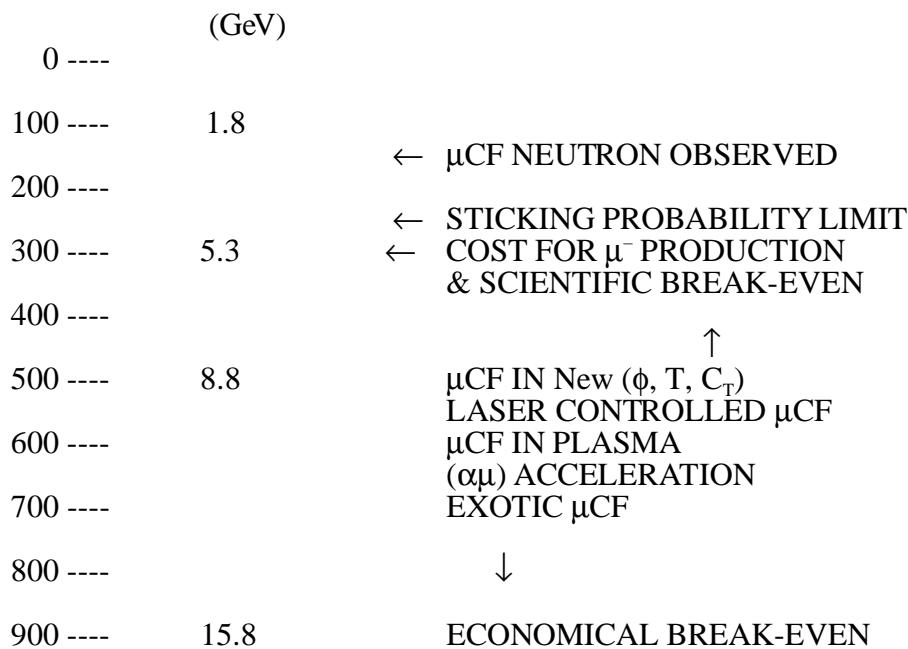 (GeV)
0 ----
100 ---- 1.8
← μCF NEUTRON OBSERVED
200 ----
← STICKING PROBABILITY LIMIT
300 ---- 5.3 ← COST FOR μ⁻ PRODUCTION
& SCIENTIFIC BREAK-EVEN
400 ----
↑
500 ---- 8.8 μCF IN New (ϕ, T, C_T)
LASER CONTROLLED μCF
600 ---- μCF IN PLASMA
(αμ) ACCELERATION
700 ---- EXOTIC μCF
800 ---- ↓
900 ---- 15.8 ECONOMICAL BREAK-EVEN